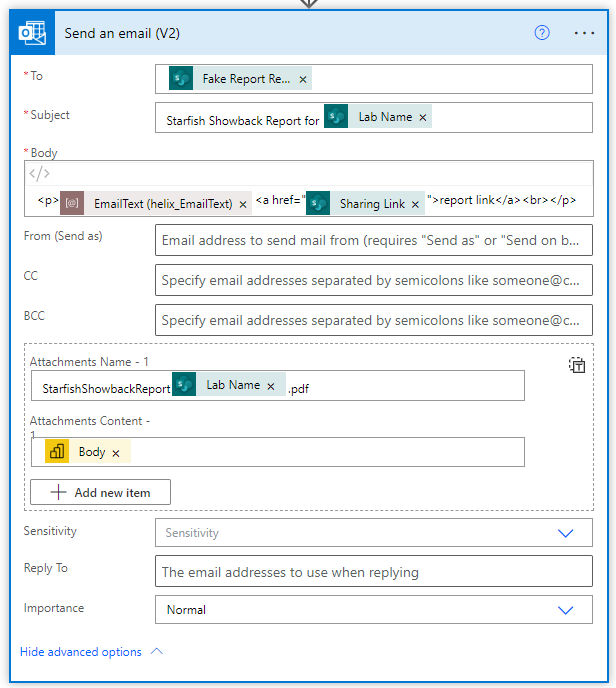 Send an email (V2)
* To
Fake Report Re... ×
* Subject
Starfish Showback Report for Lab Name ×
* Body
</>
<p> [@] EmailText (helix_EmailText) × <a href=" Sharing Link × ">report link</a><br></p>
From (Send as)
Email address to send mail from (requires "Send as" or "Send on b...
CC
Specify email addresses separated by semicolons like someone@c...
BCC
Specify email addresses separated by semicolons like someone@c...
Attachments Name - 1
StarfishShowbackReport Lab Name × .pdf
Attachments Content -
1
Body ×
Add new item
Sensitivity
Sensitivity
Reply To
The email addresses to use when replying
Importance
Normal
Hide advanced options